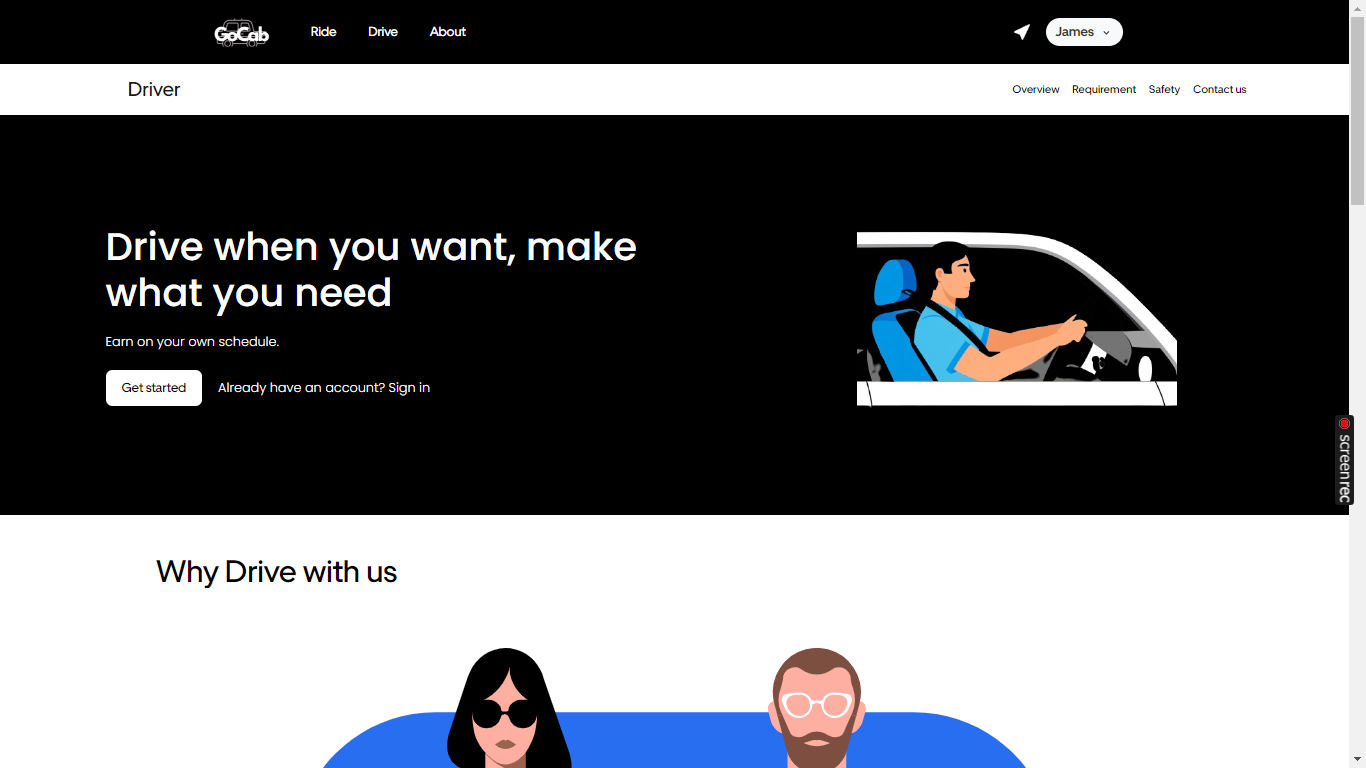 GoCab Ride Drive About James
Driver Overview Requirement Safety Contact us
Drive when you want, make
what you need
Earn on your own schedule.
Get started Already have an account? Sign in
screenrec
Why Drive with us